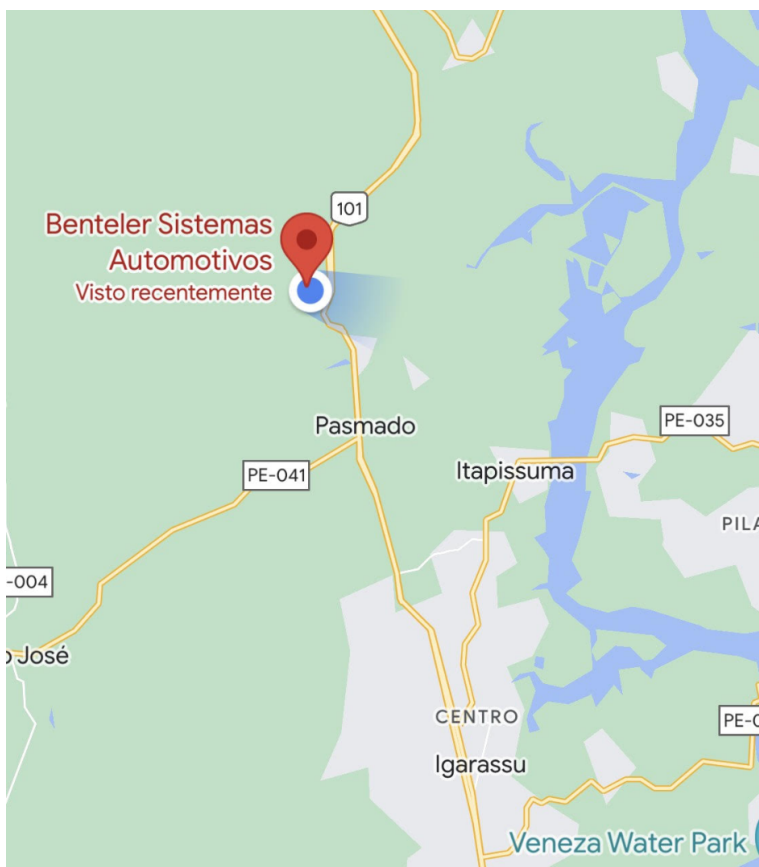 101
Benteler Sistemas
Automotivos
Visto recentemente
Pasmado
PE-035
PE-041
Itapissuma
PILA
-004
o José
CENTRO
PE-0
Igarassu
Veneza Water Park